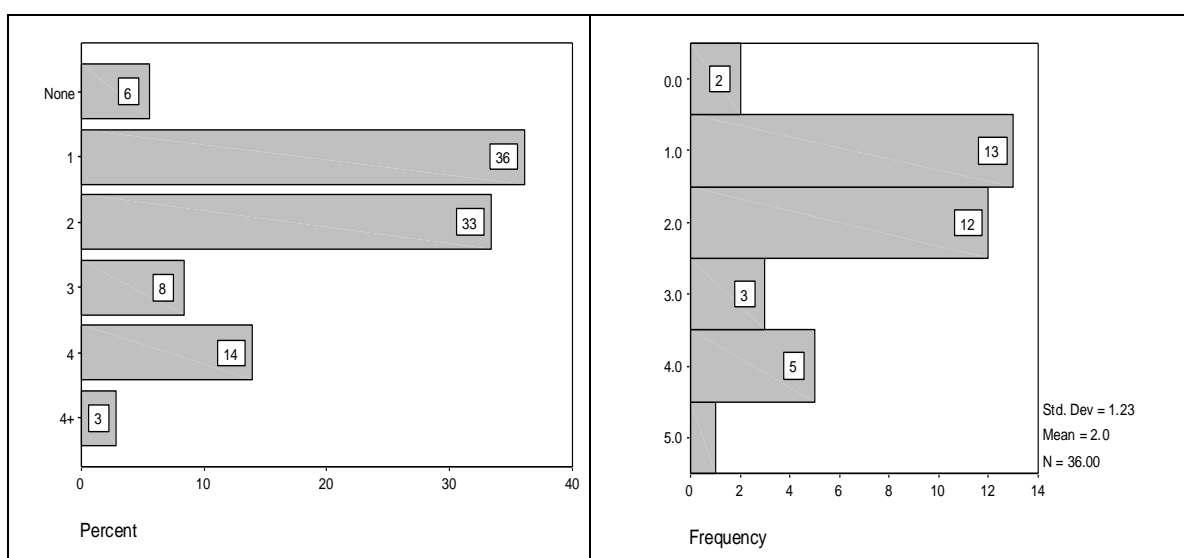 None 6
1 36
2 33
3 8
4 14
4+ 3
0 10 20 30 40
Percent
0.0 2
1.0 13
2.0 12
3.0 3
4.0 5
5.0
Std. Dev = 1.23
Mean = 2.0
N = 36.00
0 2 4 6 8 10 12 14
Frequency